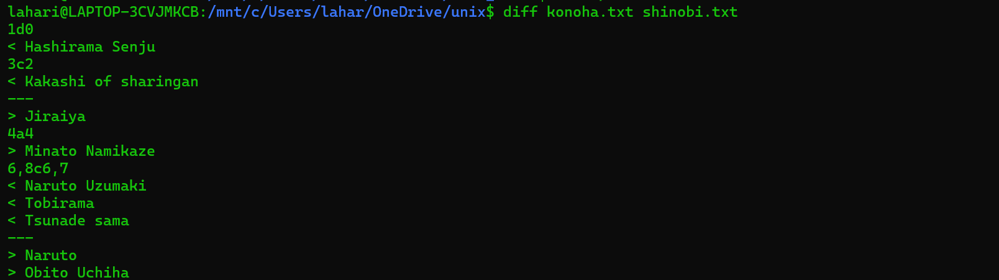 lahari@LAPTOP-3CVJMKCB:/mnt/c/Users/lahar/OneDrive/unix$ diff konoha.txt shinobi.txt
1d0
< Hashirama Senju
3c2
< Kakashi of sharingan
---
> Jiraiya
4a4
> Minato Namikaze
6,8c6,7
< Naruto Uzumaki
< Tobirama
< Tsunade sama
---
> Naruto
> Obito Uchiha